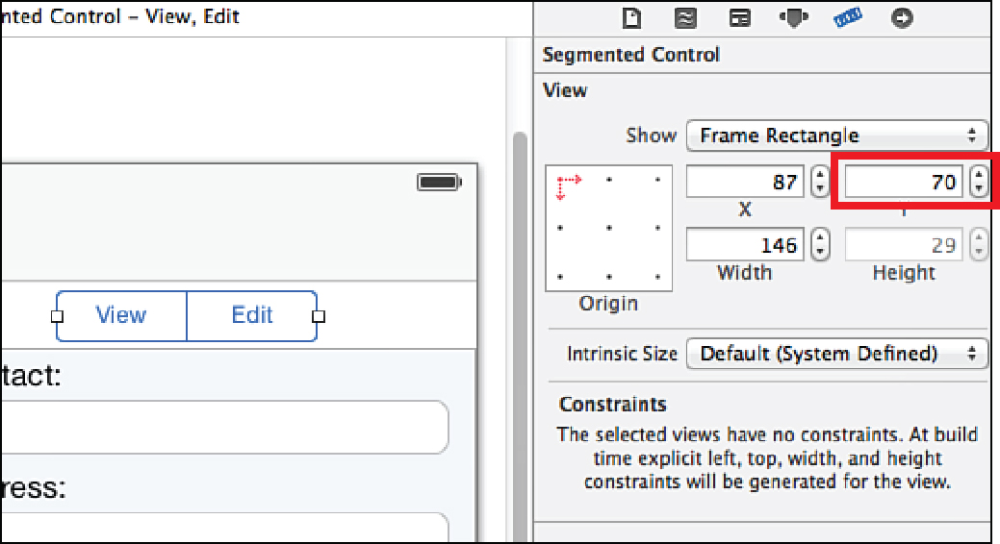 nted Control – View, Edit
View
Edit
tact:
ress:
Segmented Control
View
Show
Frame Rectangle
87
70
X
146
29
Width
Height
Origin
Intrinsic Size
Default (System Defined)
Constraints
The selected views have no constraints. At build
time explicit left, top, width, and height
constraints will be generated for the view.